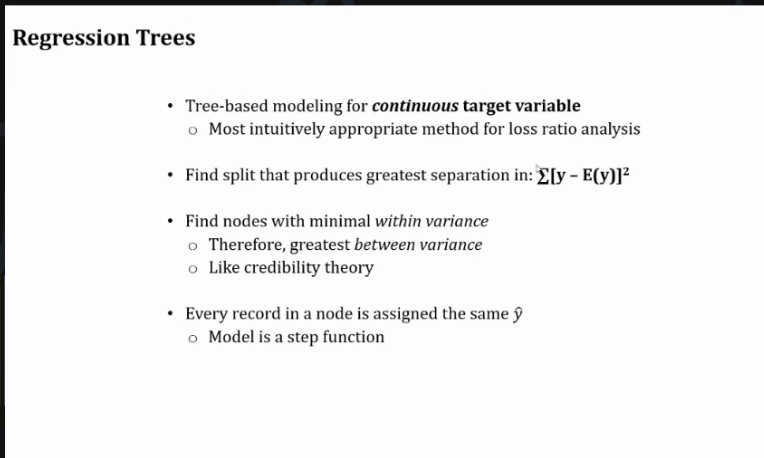 Regression Trees
• Tree-based modeling for continuous target variable
o Most intuitively appropriate method for loss ratio analysis
• Find split that produces greatest separation in: ∑[y – E(y)]²
• Find nodes with minimal within variance
o Therefore, greatest between variance
o Like credibility theory
• Every record in a node is assigned the same ŷ
o Model is a step function